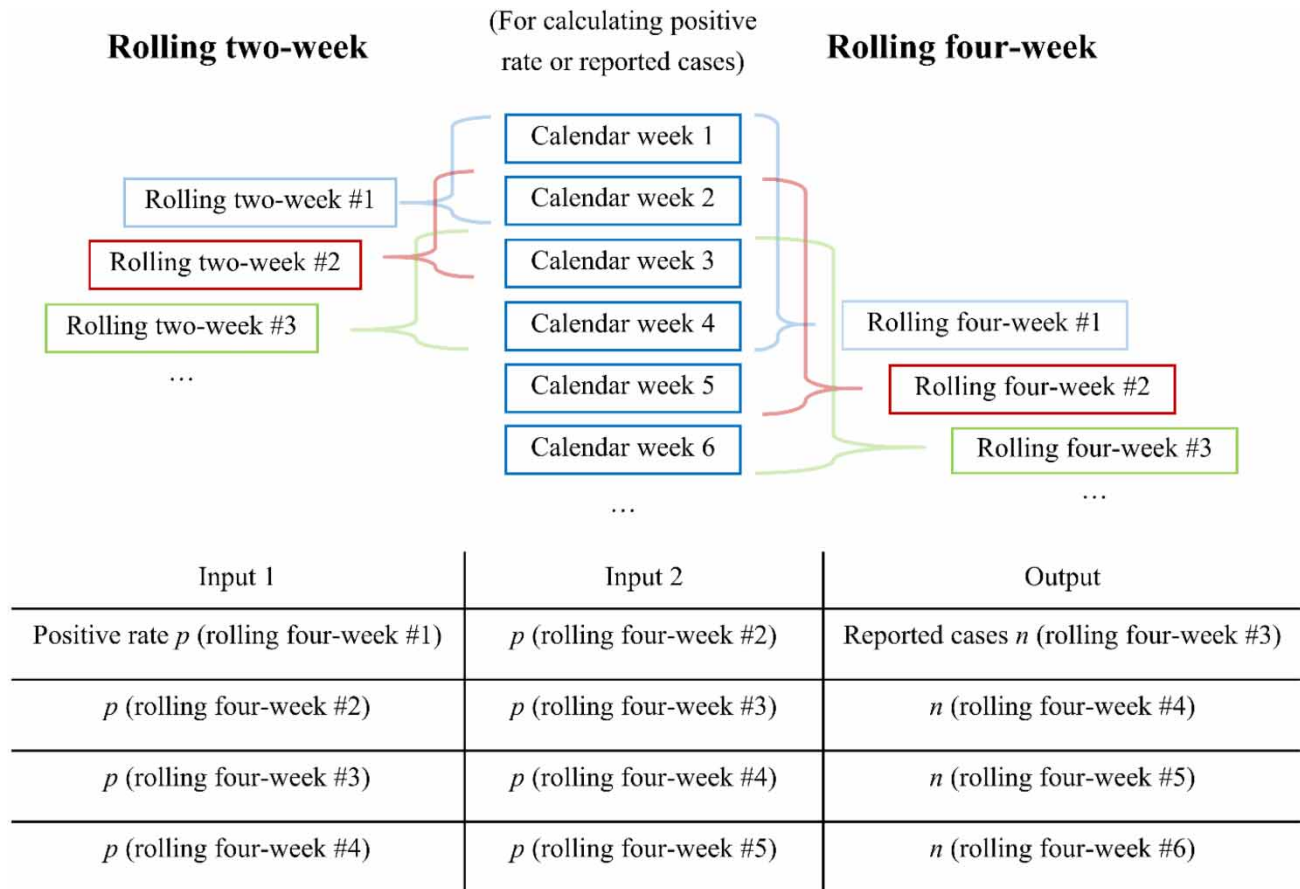 Rolling two-week
(For calculating positive
rate or reported cases)
Rolling four-week
Calendar week 1
Calendar week 2
Calendar week 3
Calendar week 4
Calendar week 5
Calendar week 6
…
Rolling two-week #1
Rolling two-week #2
Rolling two-week #3
…
Rolling four-week #1
Rolling four-week #2
Rolling four-week #3
…
Input 1 Input 2 Output
Positive rate p (rolling four-week #1) p (rolling four-week #2) Reported cases n (rolling four-week #3)
p (rolling four-week #2) p (rolling four-week #3) n (rolling four-week #4)
p (rolling four-week #3) p (rolling four-week #4) n (rolling four-week #5)
p (rolling four-week #4) p (rolling four-week #5) n (rolling four-week #6)